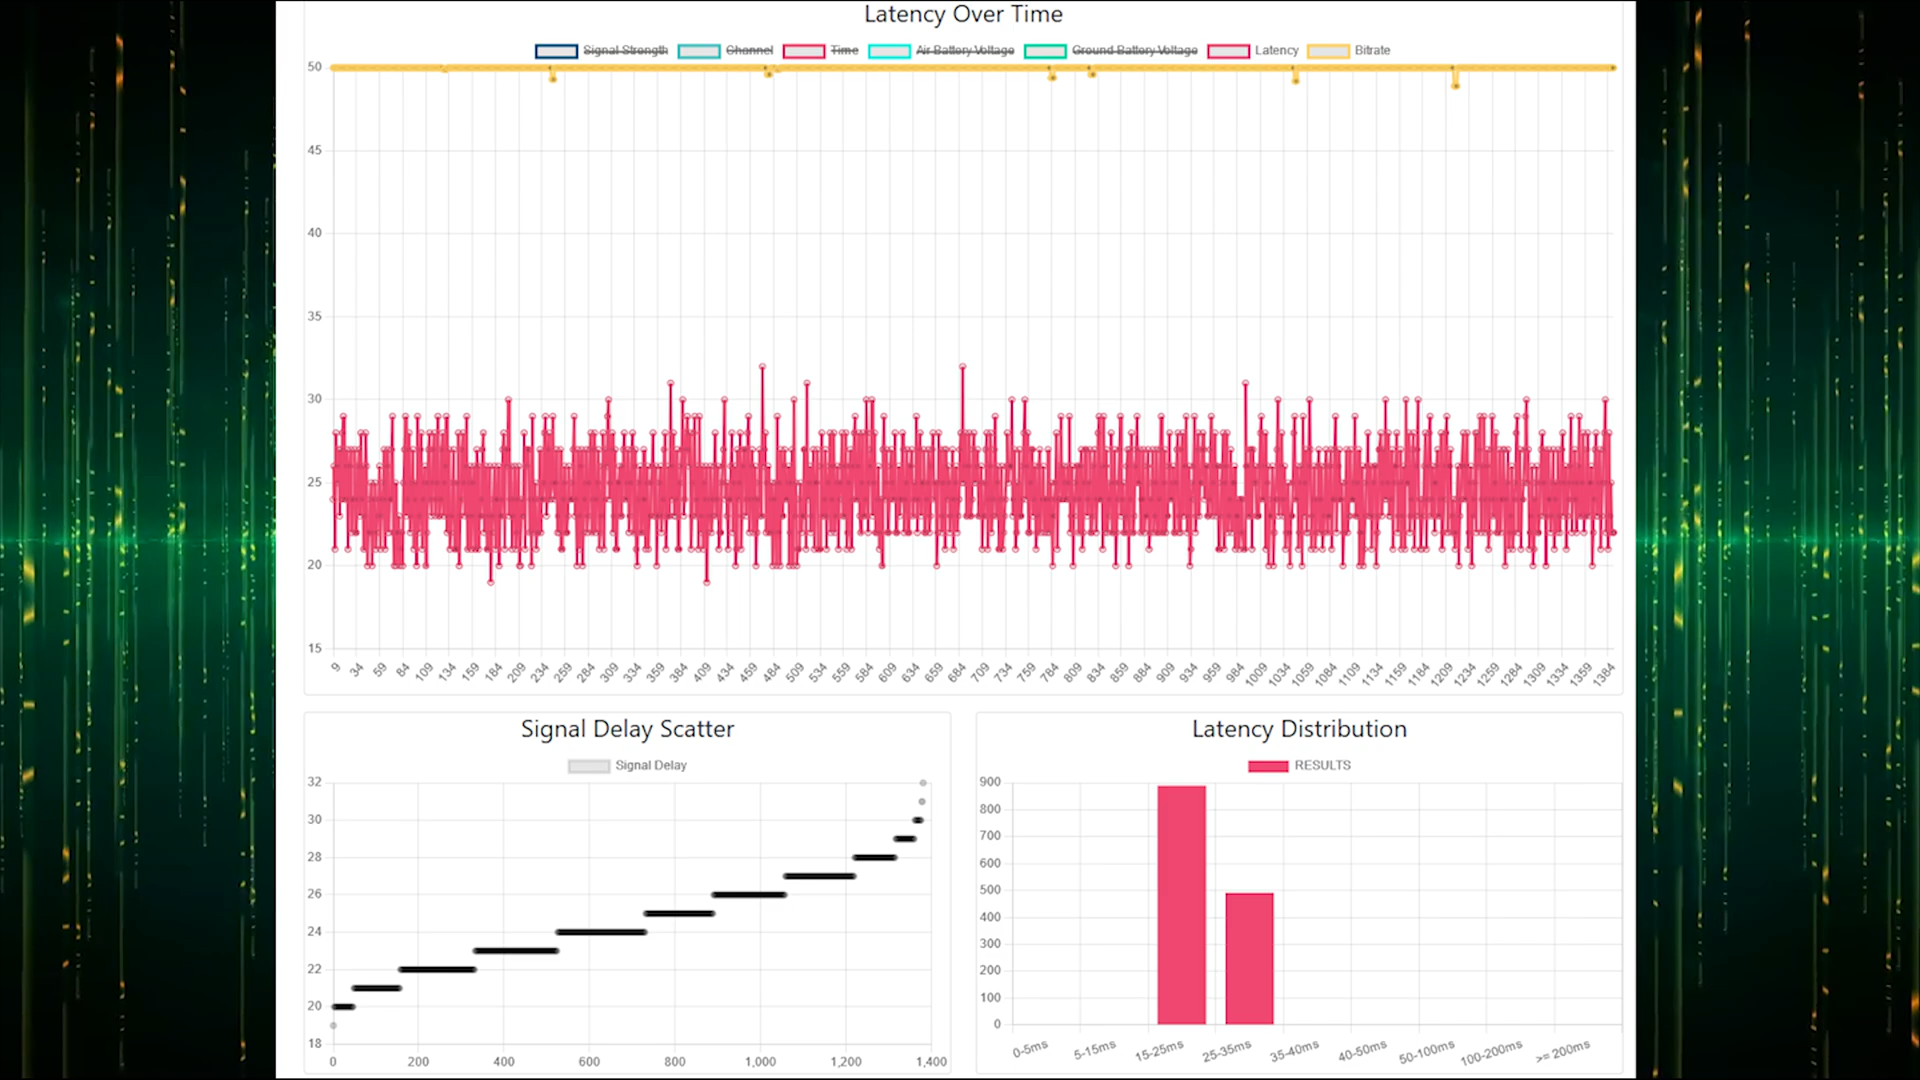 Latency Over Time
Signal Strength Channel Time Air Battery Voltage Ground Battery Voltage Latency Bitrate
50
45
40
35
30
25
20
15
9 34 59 84 109 134 159 184 209 234 259 284 309 334 359 384 409 434 459 484 509 534 559 584 609 634 659 684 709 734 759 784 809 834 859 884 909 934 959 984 1009 1034 1059 1084 1109 1134 1159 1184 1209 1234 1259 1284 1309 1334 1359 1384
Signal Delay Scatter
Signal Delay
32
30
28
26
24
22
20
18
0 200 400 600 800 1,000 1,200 1,400
Latency Distribution
RESULTS
900
800
700
600
500
400
300
200
100
0
0-5ms 5-15ms 15-25ms 25-35ms 35-40ms 40-50ms 50-100ms 100-200ms >= 200ms